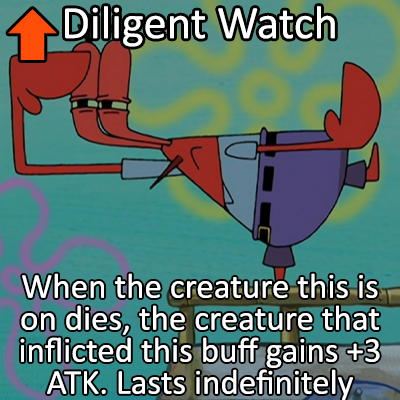 Diligent Watch
When the creature this is
on dies, the creature that
inflicted this buff gains +3
ATK. Lasts indefinitely